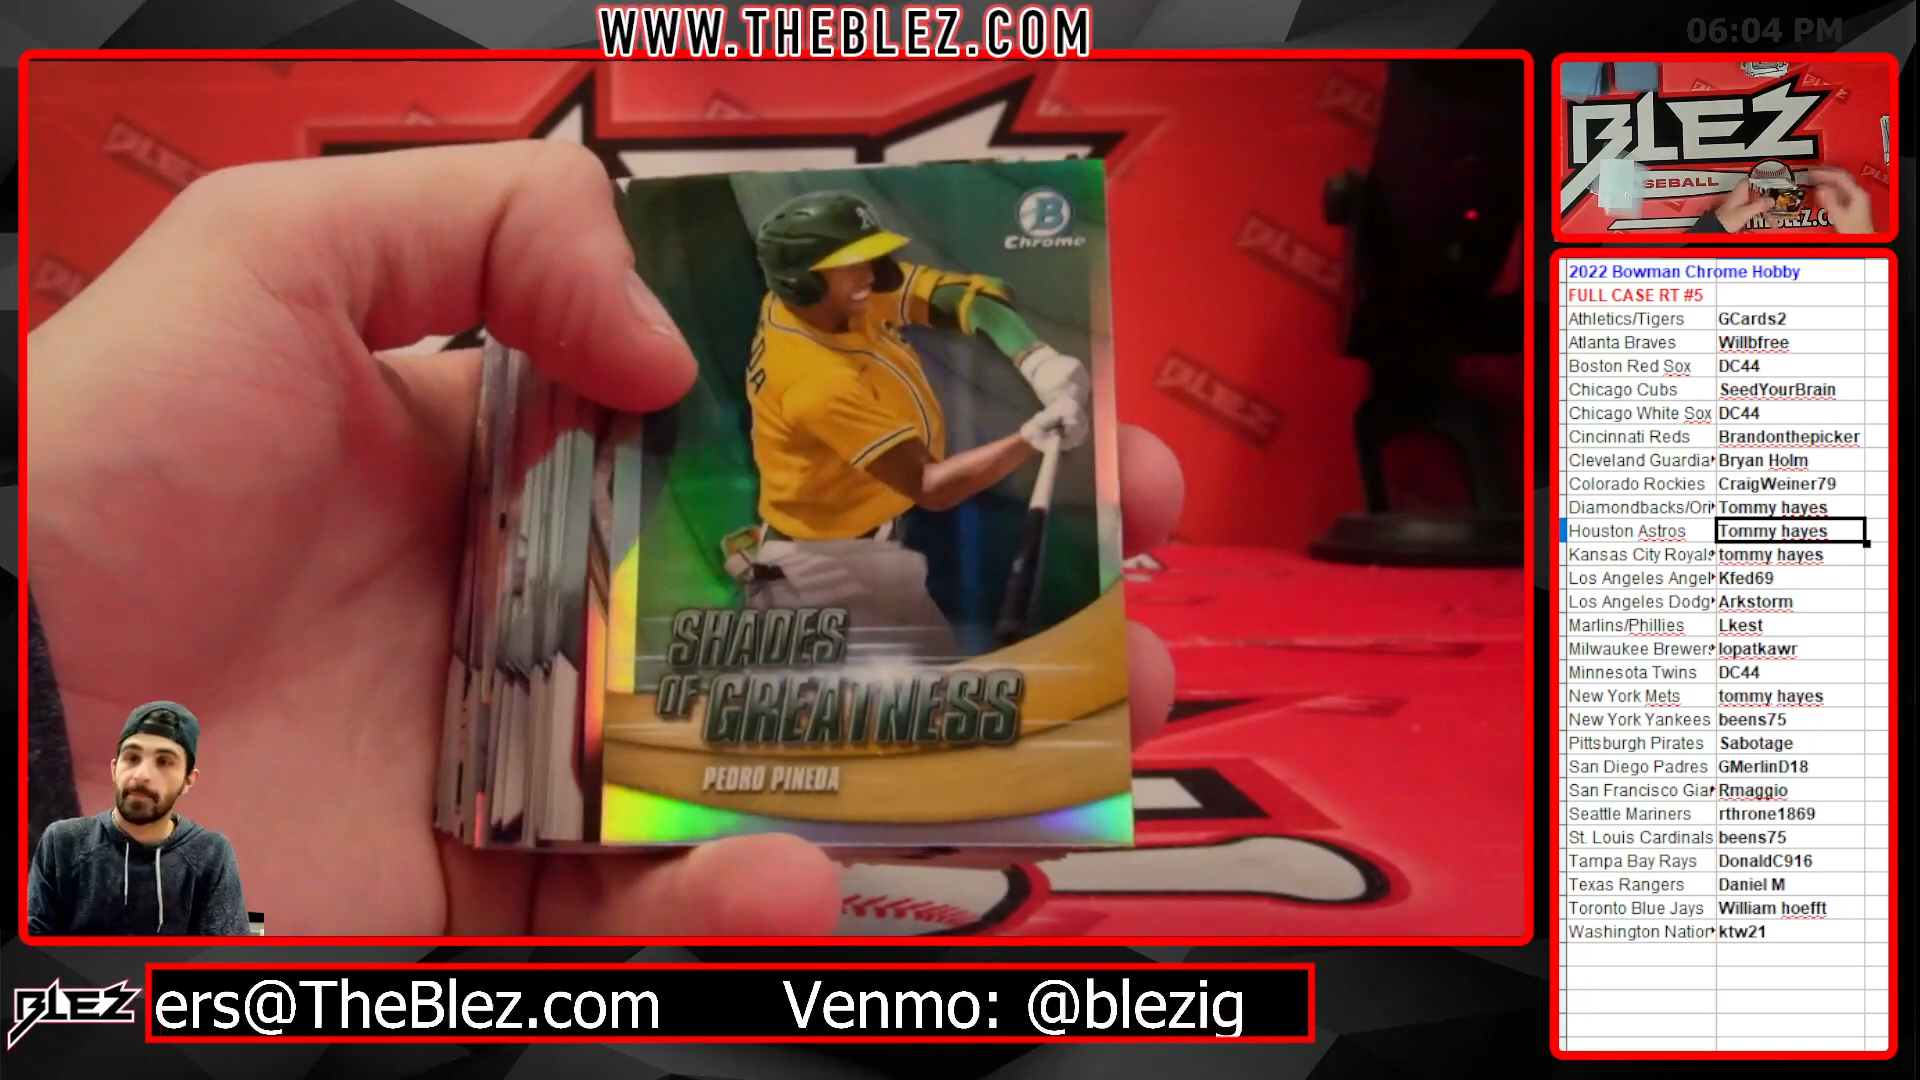 WWW.THEBLEZ.COM
06:04 PM
BLEZ
BASEBALL
B
Chrome
SHADES
OF GREATNESS
PEDRO PINEDA
2022 Bowman Chrome Hobby
FULL CASE RT #5
Athletics/Tigers GCards2
Atlanta Braves Willbfree
Boston Red Sox DC44
Chicago Cubs SeedYourBrain
Chicago White Sox DC44
Cincinnati Reds Brandonthepicker
Cleveland Guardia Bryan Holm
Colorado Rockies CraigWeiner79
Diamondbacks/Ori Tommy hayes
Houston Astros Tommy hayes
Kansas City Royals tommy hayes
Los Angeles Angel Kfed69
Los Angeles Dodg Arkstorm
Marlins/Phillies Lkest
Milwaukee Brewers lopatkawr
Minnesota Twins DC44
New York Mets tommy hayes
New York Yankees beens75
Pittsburgh Pirates Sabotage
San Diego Padres GMerlinD18
San Francisco Gia Rmaggio
Seattle Mariners rthrone1869
St. Louis Cardinals beens75
Tampa Bay Rays DonaldC916
Texas Rangers Daniel M
Toronto Blue Jays William hoefft
Washington Nation ktw21
BLEZ
ers@TheBlez.com Venmo: @blezig